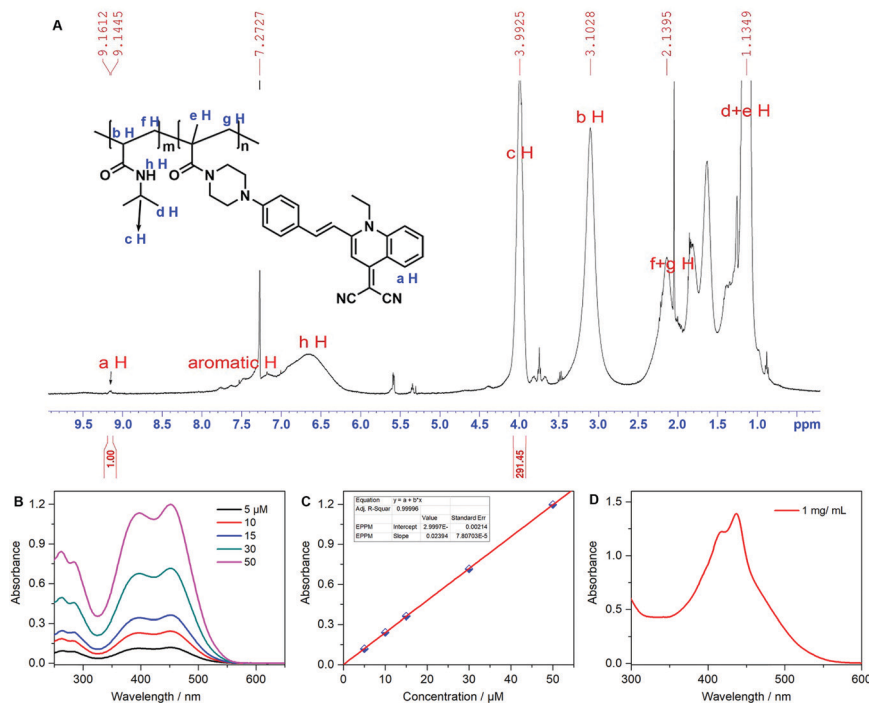 A
9.1612
9.1445
7.2727
3.9925
3.1028
2.1395
1.1349
e H
f H
g H
b H
m
n
O
NH
h H
O
N
N
d H
c H
N
a H
NC
CN
a H
aromatic H
h H
c H
b H
f+g H
d+e H
9.5 9.0 8.5 8.0 7.5 7.0 6.5 6.0 5.5 5.0 4.5 4.0 3.5 3.0 2.5 2.0 1.5 1.0 ppm
1.00
291.45
B
Absorbance
1.2
0.9
0.6
0.3
0.0
5 µM
10
15
30
50
300 400 500 600
Wavelength / nm
C
Absorbance
1.2
0.9
0.6
0.3
0.0
Equation y = a + b*x
Adj. R-Squar 0.99996
Value Standard Err
EPPM Intercept 2.9997E- 0.00214
EPPM Slope 0.02394 7.80703E-5
0 10 20 30 40 50
Concentration / µM
D
Absorbance
1.5
1.0
0.5
0.0
1 mg/ mL
300 400 500 600
Wavelength / nm